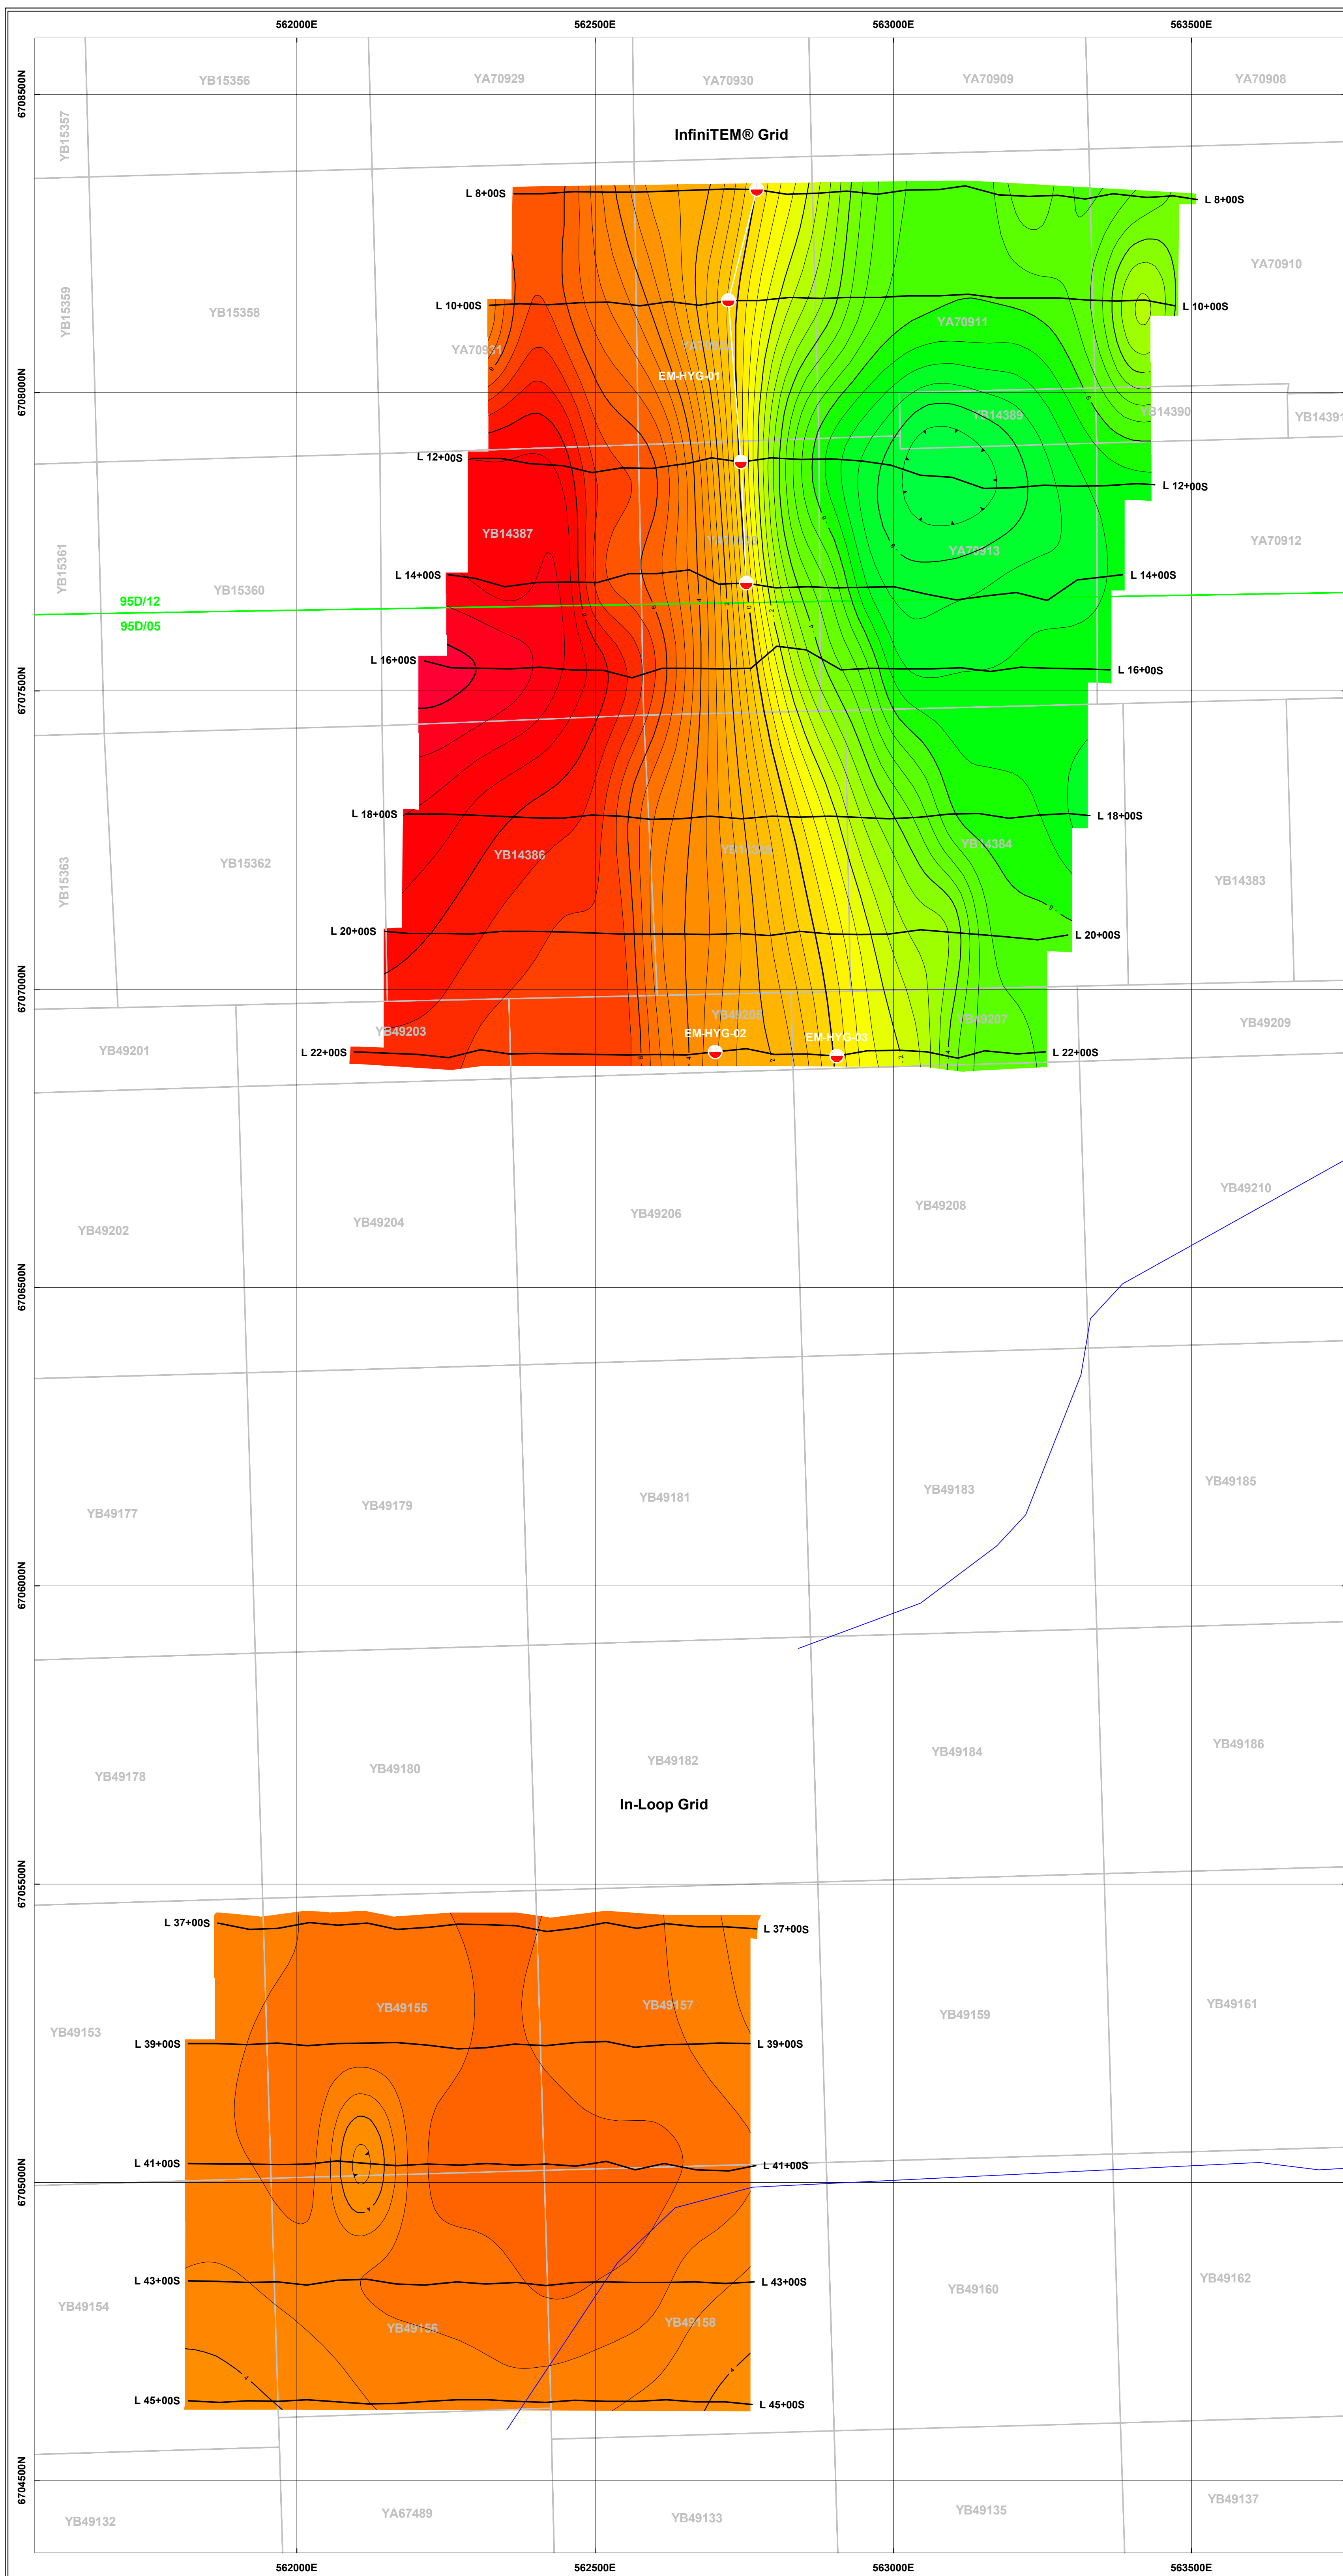 562000E
562500E
563000E
563500E
YB15356
YA70929
YA70930
YA70909
YA70908
6708500N
YB15357
InfiniTEM® Grid
L 8+00S
L 8+00S
YA70910
YB15359
YB15358
L 10+00S
L 10+00S
YA70911
YA70931
EM-HYG-01
6708000N
YB14389
YB14390
YB14391
L 12+00S
L 12+00S
YB14387
YA70912
YA70913
YB15361
YB15360
L 14+00S
L 14+00S
95D/12
95D/05
L 16+00S
L 16+00S
6707500N
L 18+00S
L 18+00S
YB15363
YB15362
YB14386
YB14384
YB14383
L 20+00S
L 20+00S
6707000N
YB49201
YB49203
YB49205
YB49207
YB49209
EM-HYG-02
EM-HYG-03
L 22+00S
L 22+00S
YB49202
YB49204
YB49206
YB49208
YB49210
6706500N
YB49177
YB49179
YB49181
YB49183
YB49185
6706000N
YB49178
YB49180
YB49182
YB49184
YB49186
In-Loop Grid
6705500N
L 37+00S
L 37+00S
YB49153
YB49155
YB49157
YB49159
YB49161
L 39+00S
L 39+00S
L 41+00S
L 41+00S
6705000N
4
L 43+00S
L 43+00S
YB49154
YB49156
YB49158
YB49160
YB49162
4
4
L 45+00S
L 45+00S
6704500N
YB49132
YA67489
YB49133
YB49135
YB49137
562000E
562500E
563000E
563500E